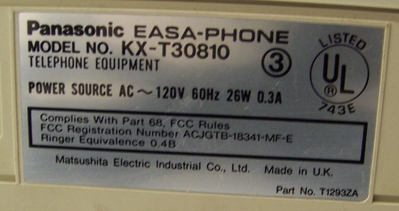 Panasonic EASA-PHONE
MODEL NO. KX-T30810
TELEPHONE EQUIPMENT
3
LISTED
UL
®
743E
POWER SOURCE AC ~ 120V 60Hz 26W 0.3A
Complies With Part 68, FCC Rules
FCC Registration Number ACJGTB-18341-MF-E
Ringer Equivalence 0.4B
Matsushita Electric Industrial Co., Ltd. Made in U.K.
Part No. T1293ZA